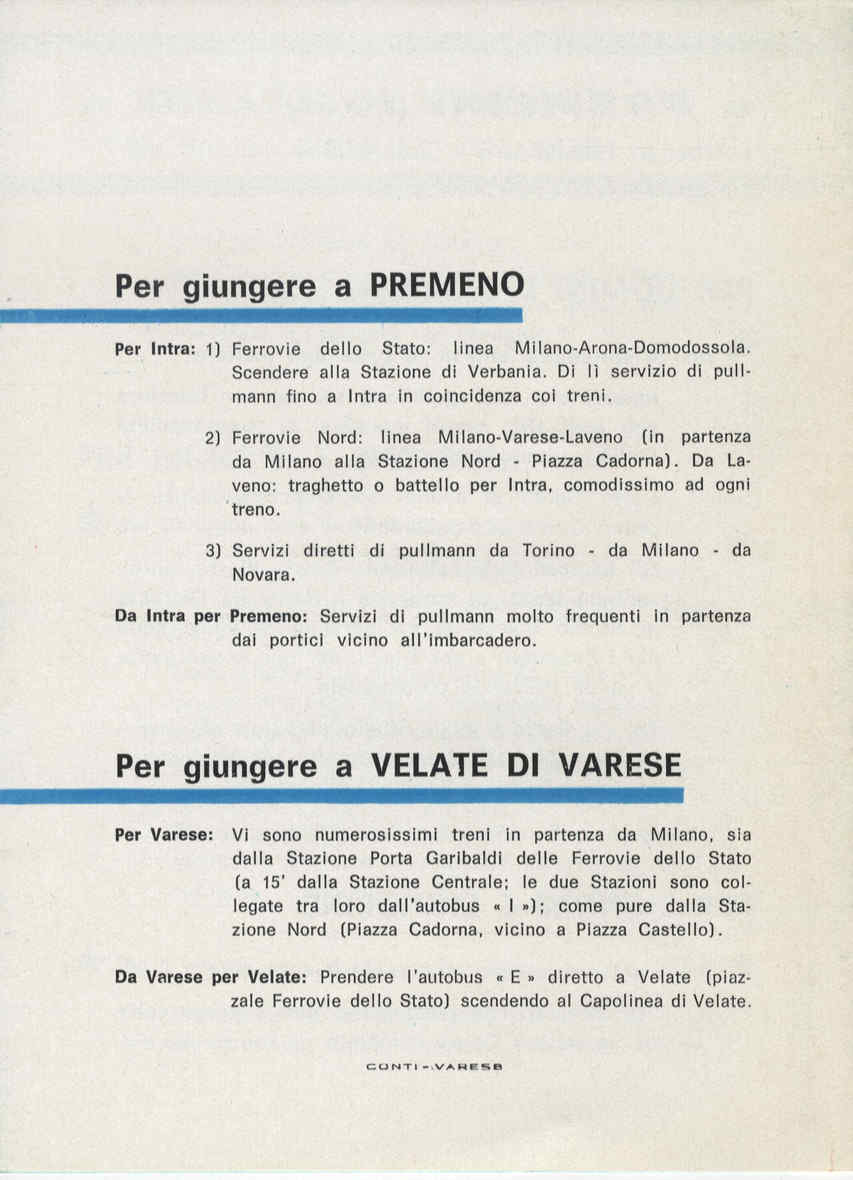 Per giungere a PREMENO
Per Intra: 1) Ferrovie dello Stato: linea Milano-Arona-Domodossola.
Scendere alla Stazione di Verbania. Di lì servizio di pull-
mann fino a Intra in coincidenza coi treni.
2) Ferrovie Nord: linea Milano-Varese-Laveno (in partenza
da Milano alla Stazione Nord - Piazza Cadorna). Da La-
veno: traghetto o battello per Intra, comodissimo ad ogni
treno.
3) Servizi diretti di pullmann da Torino - da Milano - da
Novara.
Da Intra per Premeno: Servizi di pullmann molto frequenti in partenza
dai portici vicino all'imbarcadero.
Per giungere a VELATE DI VARESE
Per Varese: Vi sono numerosissimi treni in partenza da Milano, sia
dalla Stazione Porta Garibaldi delle Ferrovie dello Stato
(a 15' dalla Stazione Centrale; le due Stazioni sono col-
legate tra loro dall'autobus « I »); come pure dalla Sta-
zione Nord (Piazza Cadorna, vicino a Piazza Castello).
Da Varese per Velate: Prendere l'autobus « E » diretto a Velate (piaz-
zale Ferrovie dello Stato) scendendo al Capolinea di Velate.
CONTI - VARESE